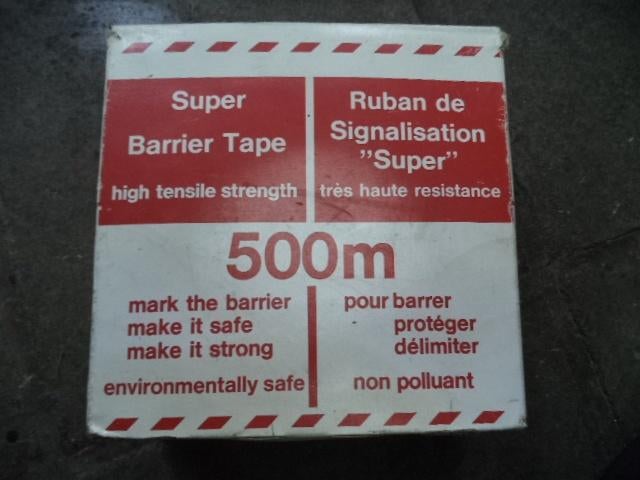 Super
Barrier Tape
high tensile strength
Ruban de
Signalisation
"Super"
très haute resistance
500m
mark the barrier
make it safe
make it strong
environmentally safe
pour barrer
protéger
délimiter
non polluant